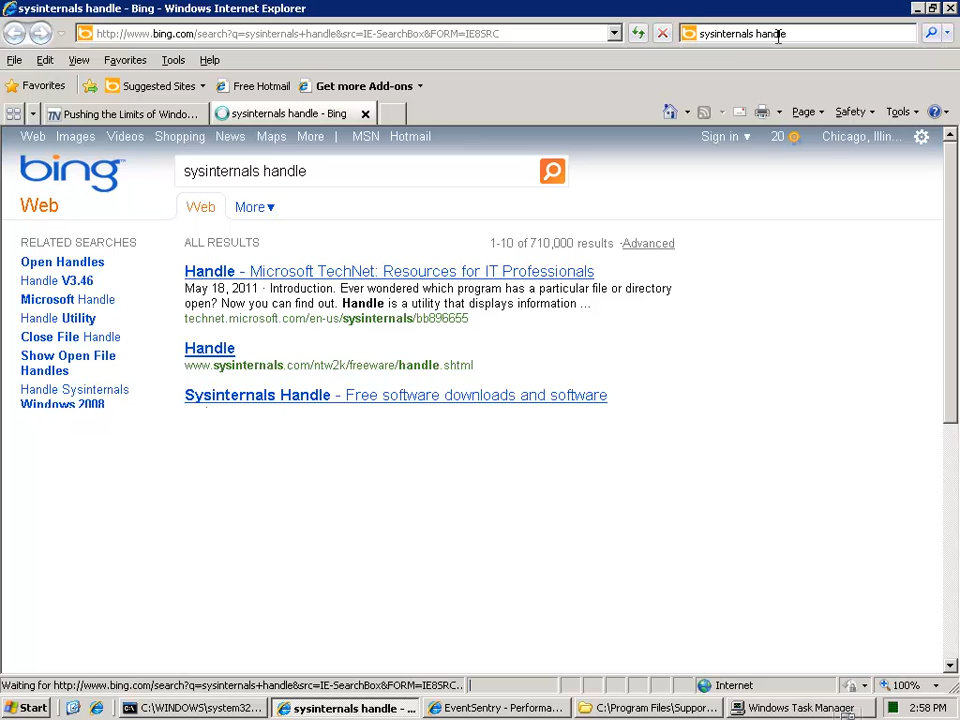 sysinternals handle - Bing - Windows Internet Explorer
http://www.bing.com/search?q=sysinternals+handle&src=IE-SearchBox&FORM=IE8SRC
sysinternals handle
File Edit View Favorites Tools Help
Favorites Suggested Sites Free Hotmail Get more Add-ons
Pushing the Limits of Windo... sysinternals handle - Bing Page Safety Tools
Web Images Videos Shopping News Maps More | MSN Hotmail Sign in 20 Chicago, Illin...
bing
sysinternals handle
Web
Web More
RELATED SEARCHES
Open Handles
Handle V3.46
Microsoft Handle
Handle Utility
Close File Handle
Show Open File
Handles
Handle Sysinternals
Windows 2008
ALL RESULTS 1-10 of 710,000 results · Advanced
Handle - Microsoft TechNet: Resources for IT Professionals
May 18, 2011 · Introduction. Ever wondered which program has a particular file or directory
open? Now you can find out. Handle is a utility that displays information ...
technet.microsoft.com/en-us/sysinternals/bb896655
Handle
www.sysinternals.com/ntw2k/freeware/handle.shtml
Sysinternals Handle - Free software downloads and software
Waiting for http://www.bing.com/search?q=sysinternals+handle&src=IE-SearchBox&FORM=IE8SRC.. Internet 100%
Start C:\WINDOWS\system32... sysinternals handle - ... EventSentry - Performa... C:\Program Files\Suppor... Windows Task Manager 2:58 PM